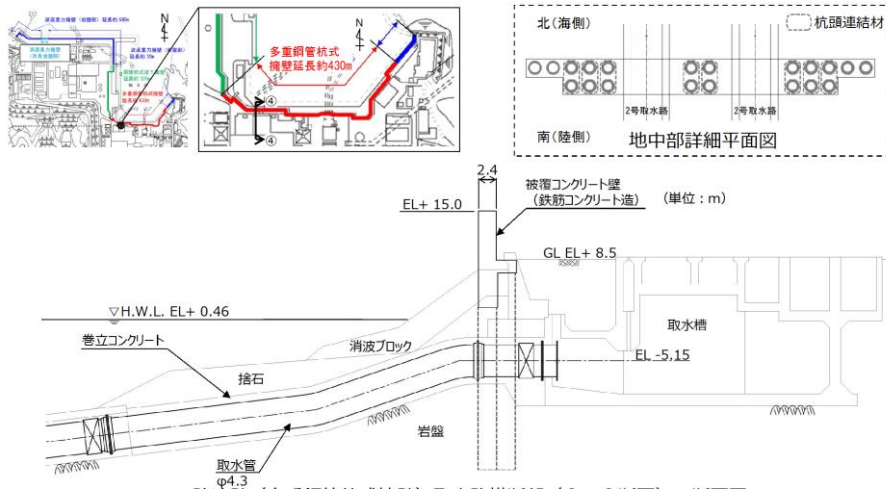 N
4
多重鋼管杭式
擁壁延長約430m
N
4
④
④
北(海側)
杭頭連結材
2号取水路
2号取水路
南(陸側)
地中部詳細平面図
2.4
被覆コンクリート壁
(鉄筋コンクリート造)
(単位:m)
EL+ 15.0
GL EL+ 8.5
▽H.W.L. EL+ 0.46
巻立コンクリート
消波ブロック
取水槽
EL -5.15
捨石
岩盤
取水管
φ4.3